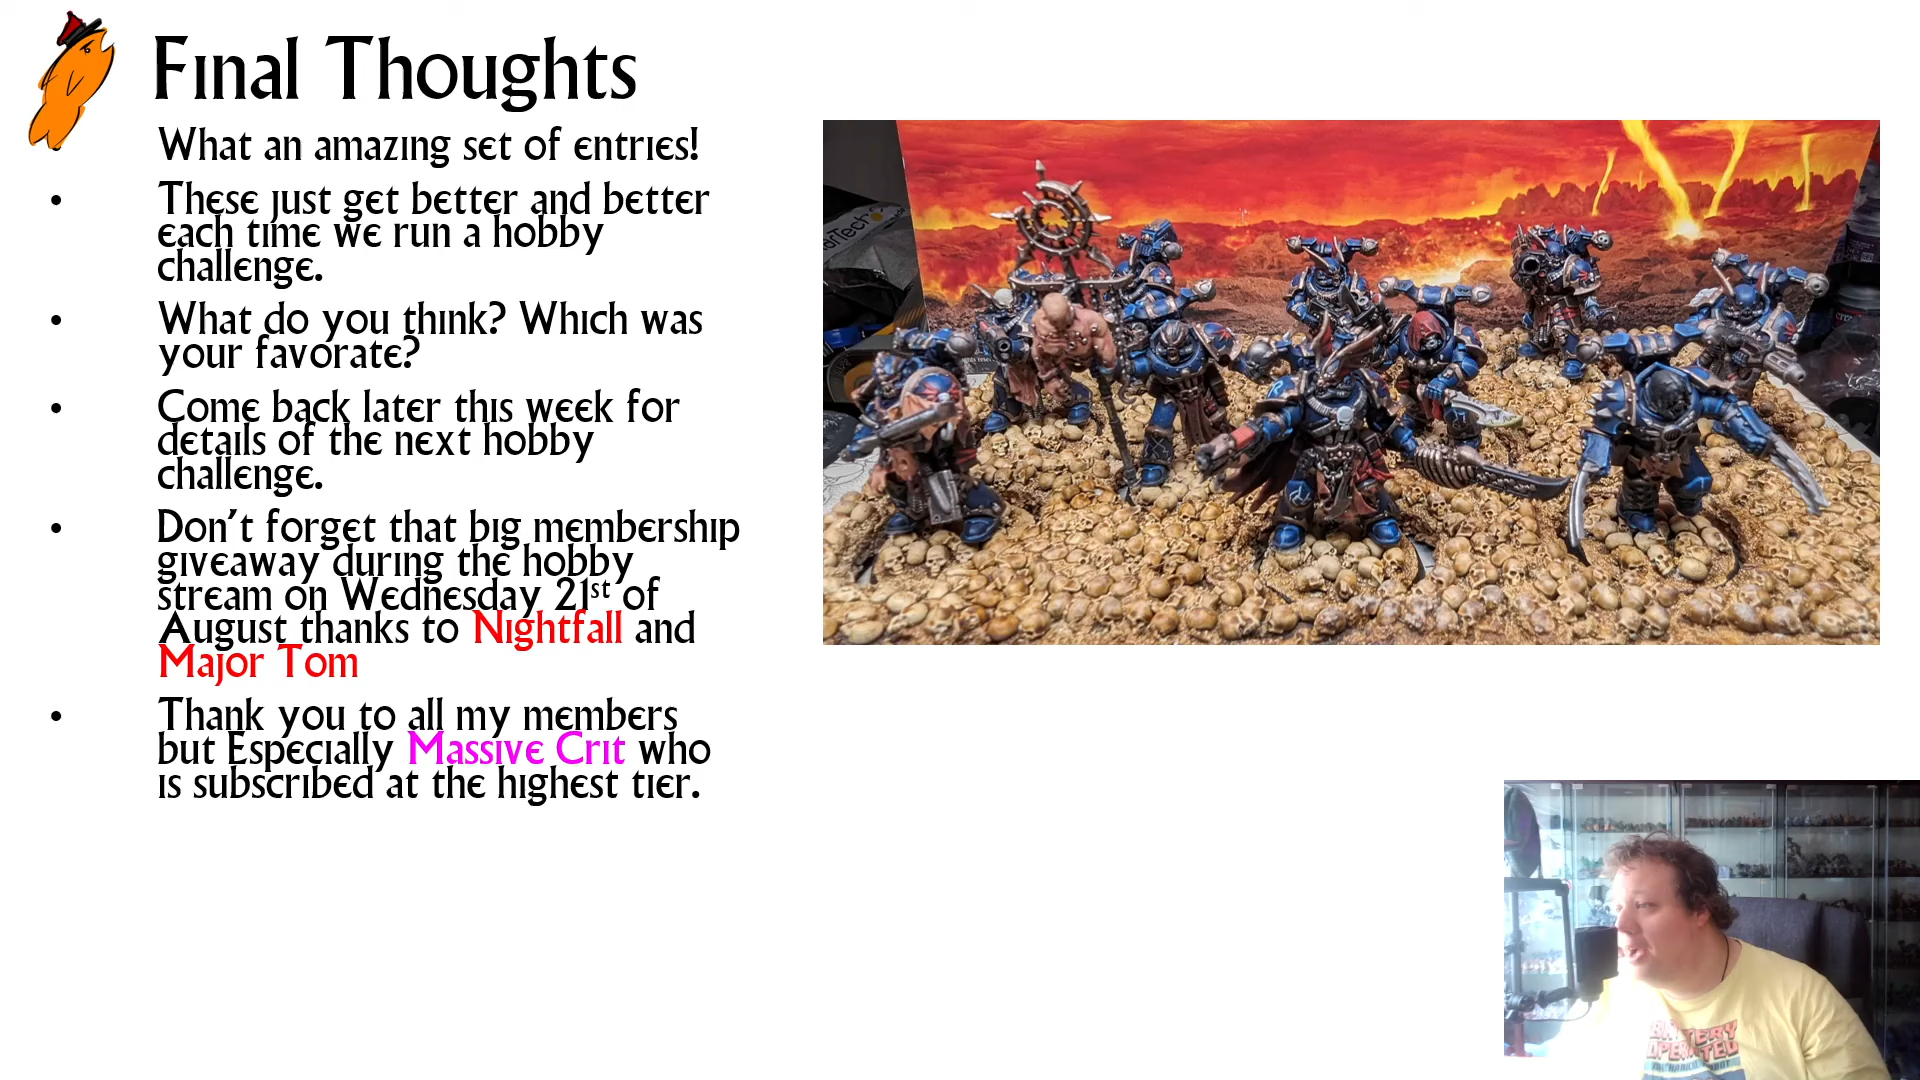 Final Thoughts
What an amazing set of entries!
• These just get better and better
each time we run a hobby
challenge.
• What do you think? Which was
your favorate?
• Come back later this week for
details of the next hobby
challenge.
• Don't forget that big membership
giveaway during the hobby
stream on Wednesday 21st of
August thanks to Nightfall and
Major Tom
• Thank you to all my members
but Especially Massive Crit who
is subscribed at the highest tier.
BATTERY
OPERATED